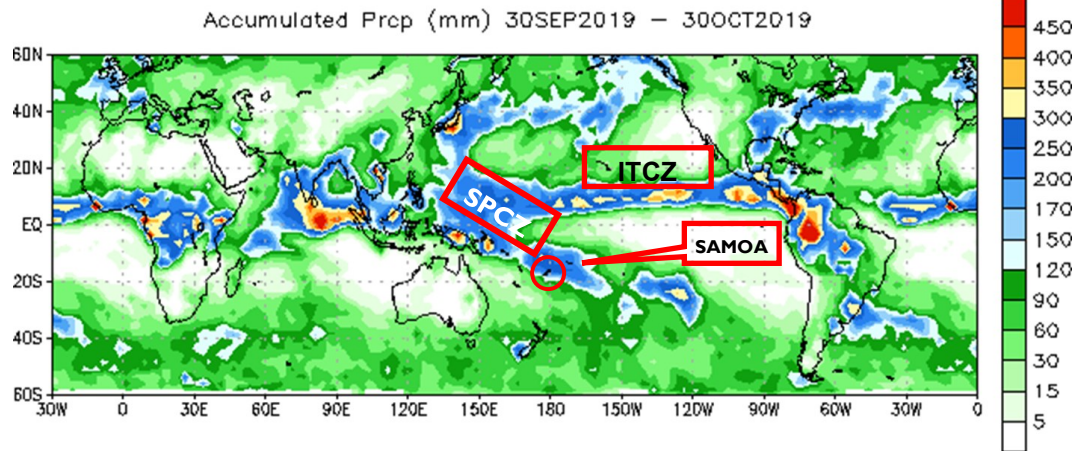 Accumulated Prcp (mm) 30SEP2019 – 30OCT2019
60N
40N
20N
EQ
20S
40S
60S
30W 0 30E 60E 90E 120E 150E 180 150W 120W 90W 60W 30W 0
ITCZ
SPCZ
SAMOA
450
400
350
300
250
200
170
150
120
90
60
30
15
5